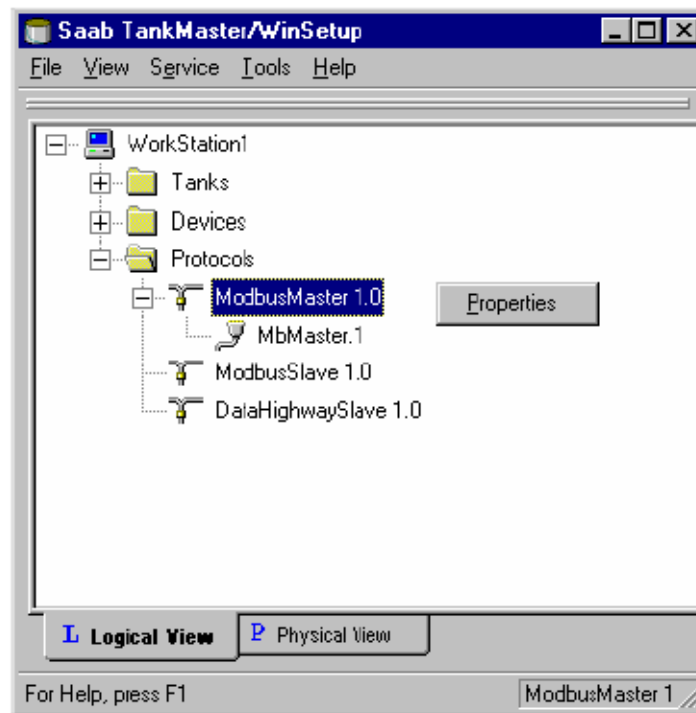 Saab TankMaster/WinSetup
File View Service Tools Help
WorkStation1
Tanks
Devices
Protocols
ModbusMaster 1.0
Properties
MbMaster.1
ModbusSlave 1.0
DataHighwaySlave 1.0
L Logical View P Physical View
For Help, press F1 ModbusMaster 1